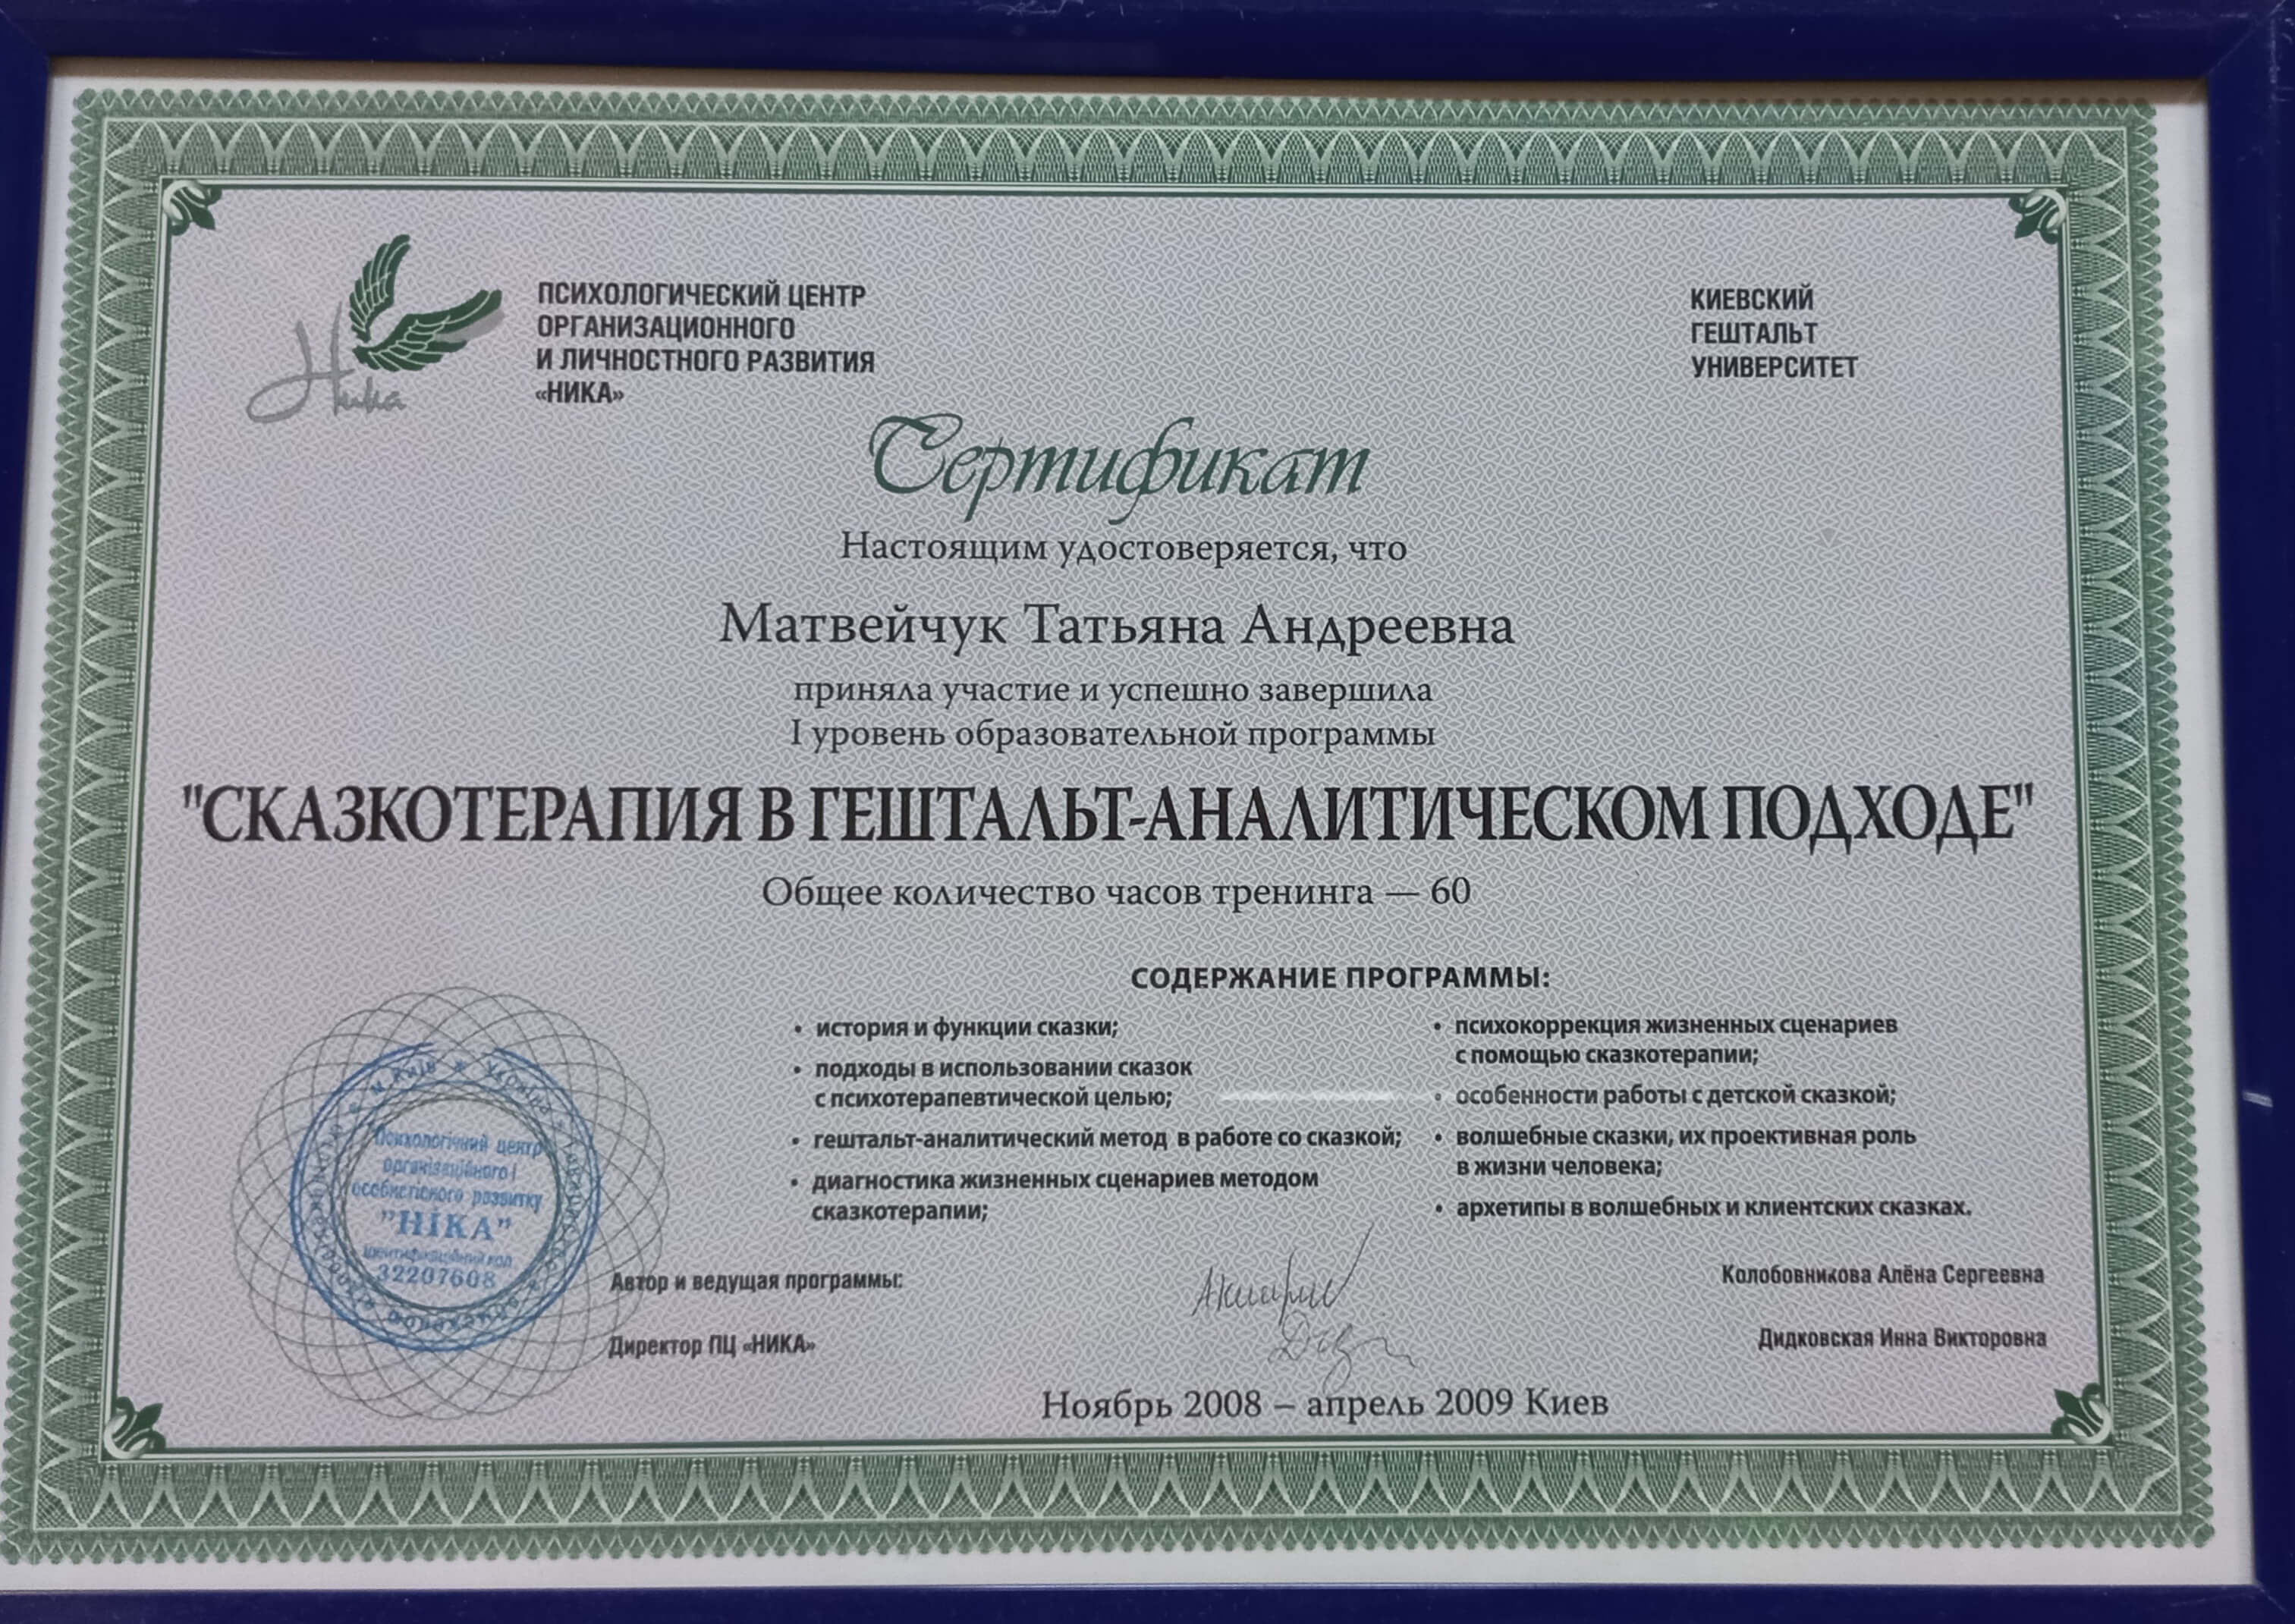 Ника
ПСИХОЛОГИЧЕСКИЙ ЦЕНТР
ОРГАНИЗАЦИОННОГО
И ЛИЧНОСТНОГО РАЗВИТИЯ
«НИКА»
КИЕВСКИЙ
ГЕШТАЛЬТ
УНИВЕРСИТЕТ
Сертификат
Настоящим удостоверяется, что
Матвейчук Татьяна Андреевна
приняла участие и успешно завершила
I уровень образовательной программы
"СКАЗКОТЕРАПИЯ В ГЕШТАЛЬТ-АНАЛИТИЧЕСКОМ ПОДХОДЕ"
Общее количество часов тренинга — 60
СОДЕРЖАНИЕ ПРОГРАММЫ:
• история и функции сказки;
• подходы в использовании сказок
с психотерапевтической целью;
• гештальт-аналитический метод в работе со сказкой;
• диагностика жизненных сценариев методом
сказкотерапии;
• психокоррекция жизненных сценариев
с помощью сказкотерапии;
• особенности работы с детской сказкой;
• волшебные сказки, их проективная роль
в жизни человека;
• архетипы в волшебных и клиентских сказках.
м. Київ * Україна *
Психологічний центр
організаційного і
особистісного розвитку
"НІКА"
Ідентифікаційний код
32207608
Автор и ведущая программы:
Колобовникова Алёна Сергеевна
Директор ПЦ «НИКА»
Дидковская Инна Викторовна
Ноябрь 2008 – апрель 2009 Киев